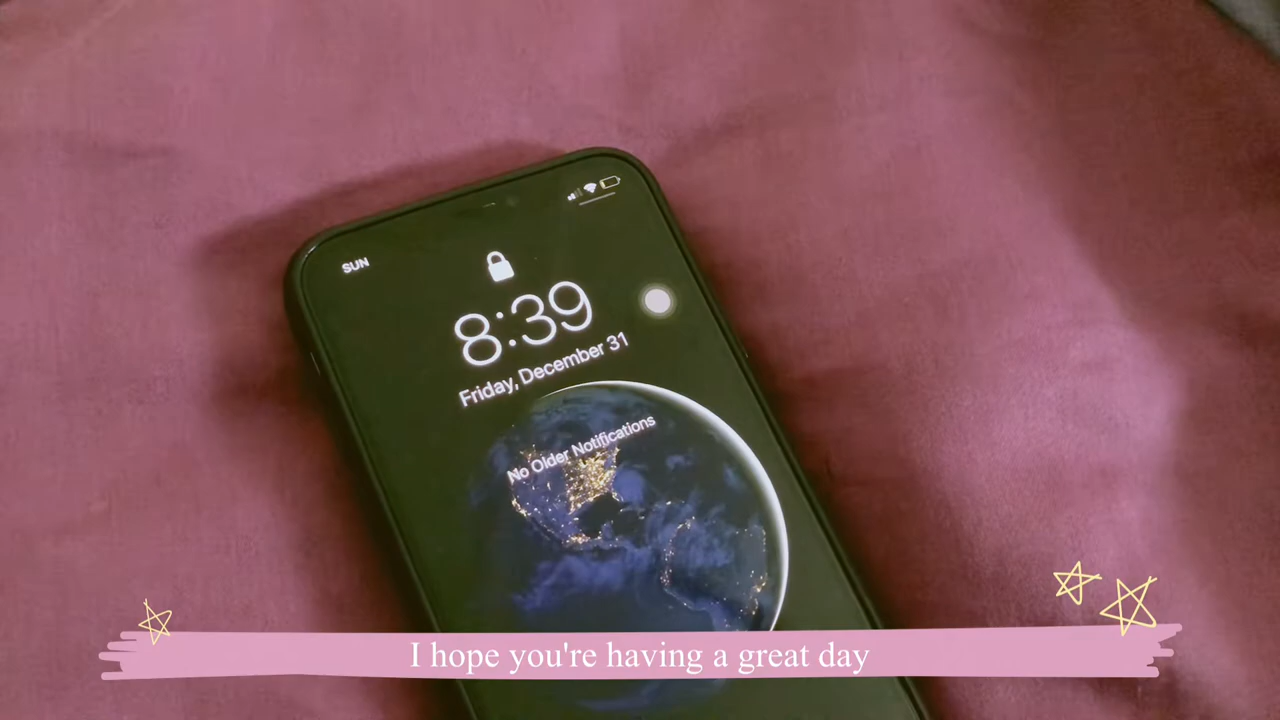 SUN
8:39
Friday, December 31
No Older Notifications
I hope you're having a great day